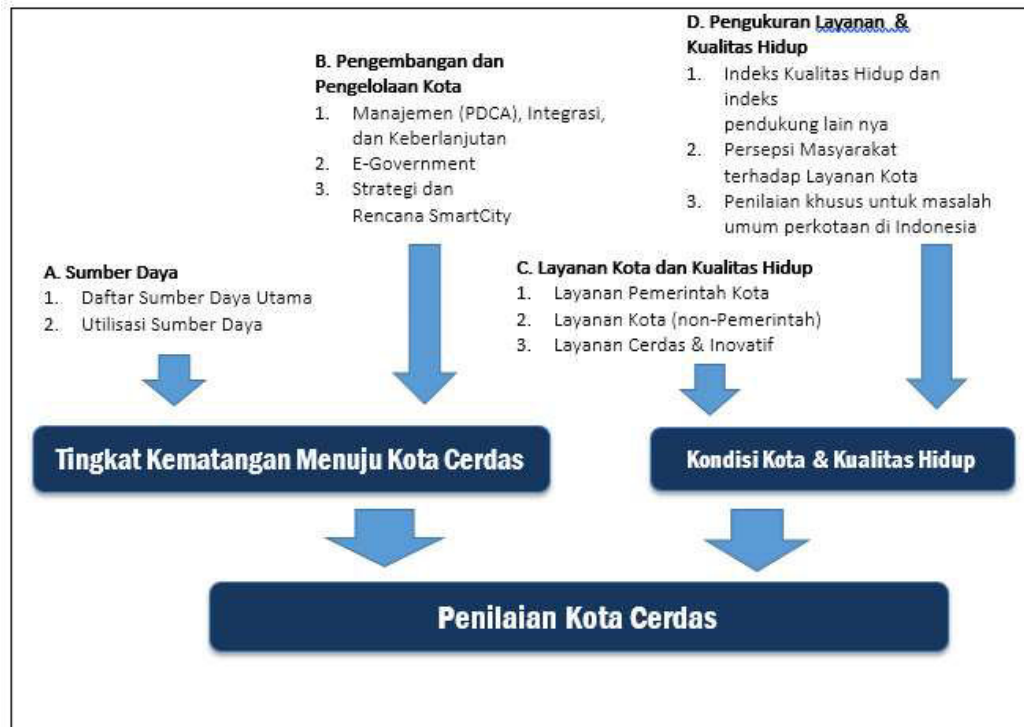 D. Pengukuran Layanan &
Kualitas Hidup
1. Indeks Kualitas Hidup dan
indeks
pendukung lain nya
2. Persepsi Masyarakat
terhadap Layanan Kota
3. Penilaian khusus untuk masalah
umum perkotaan di Indonesia
B. Pengembangan dan
Pengelolaan Kota
1. Manajemen (PDCA), Integrasi,
dan Keberlanjutan
2. E-Government
3. Strategi dan
Rencana SmartCity
A. Sumber Daya
1. Daftar Sumber Daya Utama
2. Utilisasi Sumber Daya
C. Layanan Kota dan Kualitas Hidup
1. Layanan Pemerintah Kota
2. Layanan Kota (non-Pemerintah)
3. Layanan Cerdas & Inovatif
Tingkat Kematangan Menuju Kota Cerdas
Kondisi Kota & Kualitas Hidup
Penilaian Kota Cerdas